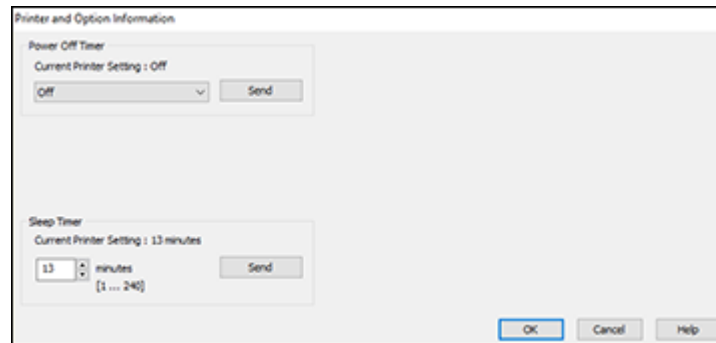 Printer and Option Information
Power Off Timer
Current Printer Setting : Off
Off
Send
Sleep Timer
Current Printer Setting : 13 minutes
13
minutes
Send
[1 ... 240]
OK
Cancel
Help